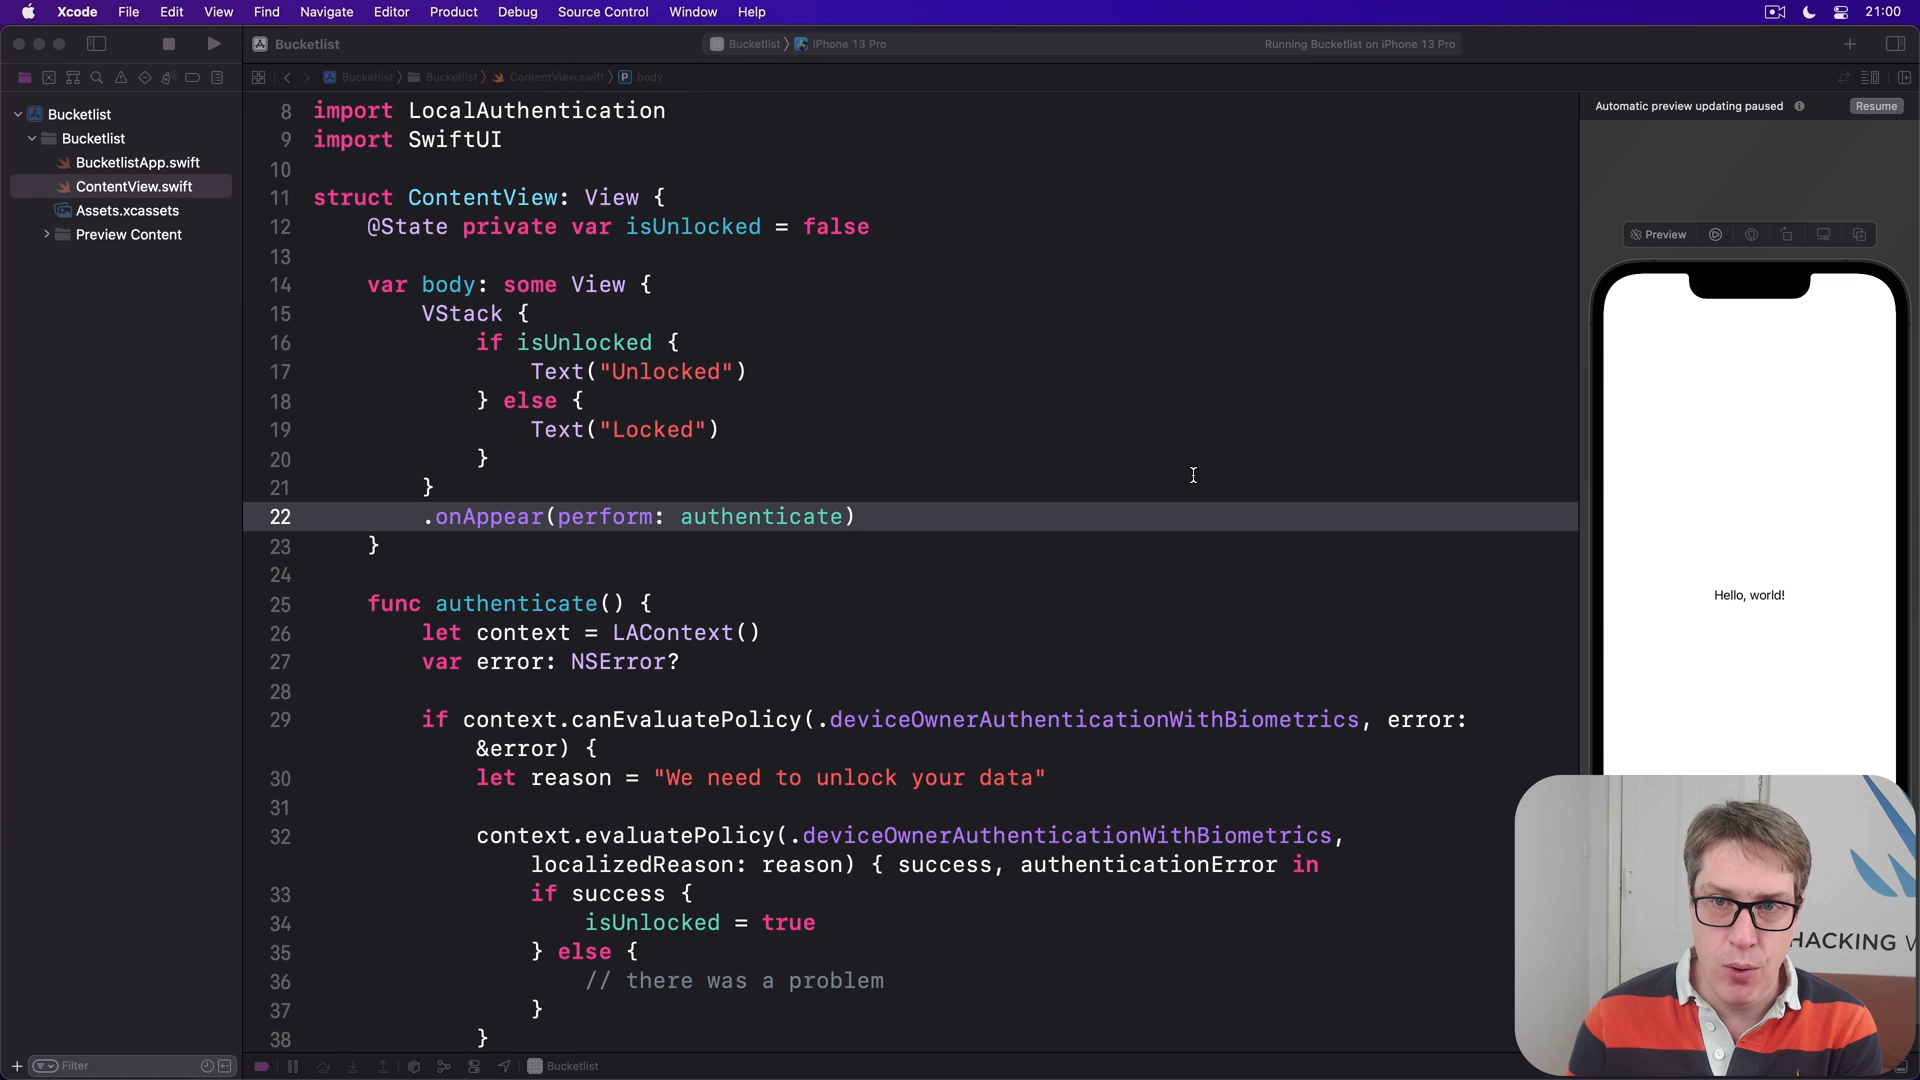 Xcode File Edit View Find Navigate Editor Product Debug Source Control Window Help 21:00
Bucketlist Bucketlist iPhone 13 Pro Running Bucketlist on iPhone 13 Pro
Bucketlist Bucketlist ContentView.swift body
Bucketlist
Bucketlist
BucketlistApp.swift
ContentView.swift
Assets.xcassets
Preview Content
8 import LocalAuthentication
9 import SwiftUI
10
11 struct ContentView: View {
12 @State private var isUnlocked = false
13
14 var body: some View {
15 VStack {
16 if isUnlocked {
17 Text("Unlocked")
18 } else {
19 Text("Locked")
20 }
21 }
22 .onAppear(perform: authenticate)
23 }
24
25 func authenticate() {
26 let context = LAContext()
27 var error: NSError?
28
29 if context.canEvaluatePolicy(.deviceOwnerAuthenticationWithBiometrics, error:
&error) {
30 let reason = "We need to unlock your data"
31
32 context.evaluatePolicy(.deviceOwnerAuthenticationWithBiometrics,
localizedReason: reason) { success, authenticationError in
33 if success {
34 isUnlocked = true
35 } else {
36 // there was a problem
37 }
38 }
Automatic preview updating paused Resume
Preview
Hello, world!
HACKING W
Filter
Bucketlist